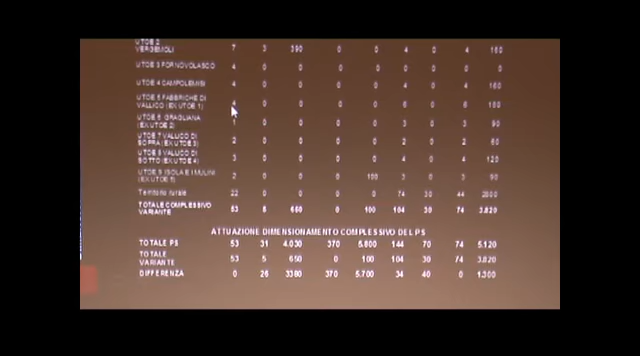 UTOE 2
VERGEMOLI 7 3 390 0 0 4 0 4 160
UTOE 3 FORNOVOLASCO 4 0 0 0 0 0 0 0 0
UTOE 4 CAMPOLEMISI 4 0 0 0 0 4 0 4 160
UTOE 5 FABBRICHE DI
VALLICO (EX UTOE 1) 4 0 0 0 0 6 0 6 180
UTOE 6 GRAGLIANA
(EX UTOE 2) 0 0 0 0 3 0 3 90
UTOE 7 VALLICO DI
SOPRA (EX UTOE 3) 2 0 0 0 0 2 0 2 60
UTOE 8 VALLICO DI
SOTTO (EX UTOE 4) 3 0 0 0 0 4 0 4 120
UTOE 9 ISOLA E I MULINI
(EX UTOE 5) 2 0 0 0 100 3 0 3 90
Territorio rurale 22 0 0 0 0 74 30 44 2800
TOTALE COMPLESSIVO
VARIANTE 53 5 650 0 100 104 30 74 3.820
ATTUAZIONE DIMENSIONAMENTO COMPLESSIVO DEL PS
TOTALE PS 53 31 4.030 370 5.800 144 70 74 5.120
TOTALE
VARIANTE 53 5 650 0 100 104 30 74 3.820
DIFFERENZA 0 26 3380 370 5.700 34 40 0 1.300